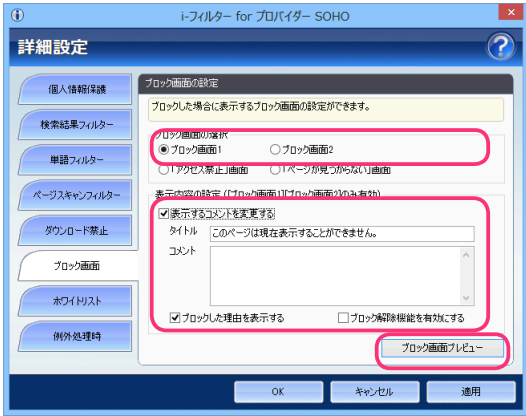 i-フィルター for プロバイダー SOHO
詳細設定
個人情報保護
検索結果フィルター
単語フィルター
ページスキャンフィルター
ダウンロード禁止
ブロック画面
ホワイトリスト
例外処理時
ブロック画面の設定
ブロックした場合に表示するブロック画面の設定ができます。
ブロック画面の選択
ブロック画面1 ブロック画面2
「アクセス禁止」画面 「ページが見つからない」画面
表示内容の設定 ([ブロック画面1][ブロック画面2]のみ有効)
表示するコメントを変更する
タイトル このページは現在表示することができません。
コメント
ブロックした理由を表示する ブロック解除機能を有効にする
ブロック画面プレビュー
OK キャンセル 適用